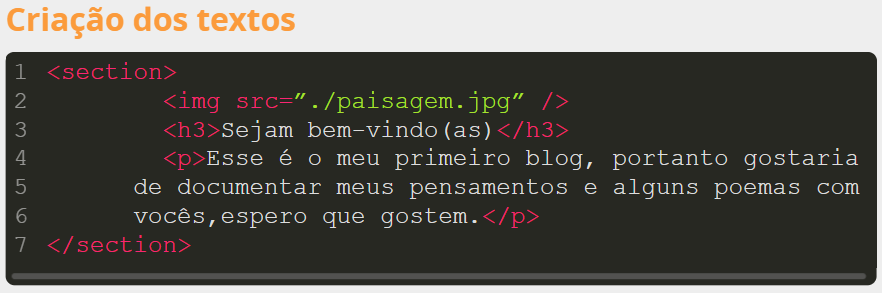 Criação dos textos
1 <section>
2 <img src=”./paisagem.jpg” />
3 <h3>Sejam bem-vindo(as)</h3>
4 <p>Esse é o meu primeiro blog, portanto gostaria
5 de documentar meus pensamentos e alguns poemas com
6 vocês,espero que gostem.</p>
7 </section>